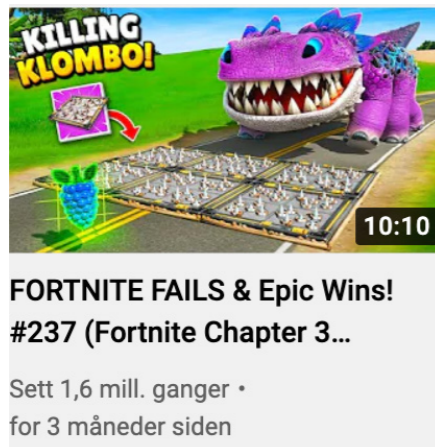 KILLING
KLOMBO!
10:10
FORTNITE FAILS & Epic Wins!
#237 (Fortnite Chapter 3...
Sett 1,6 mill. ganger •
for 3 måneder siden